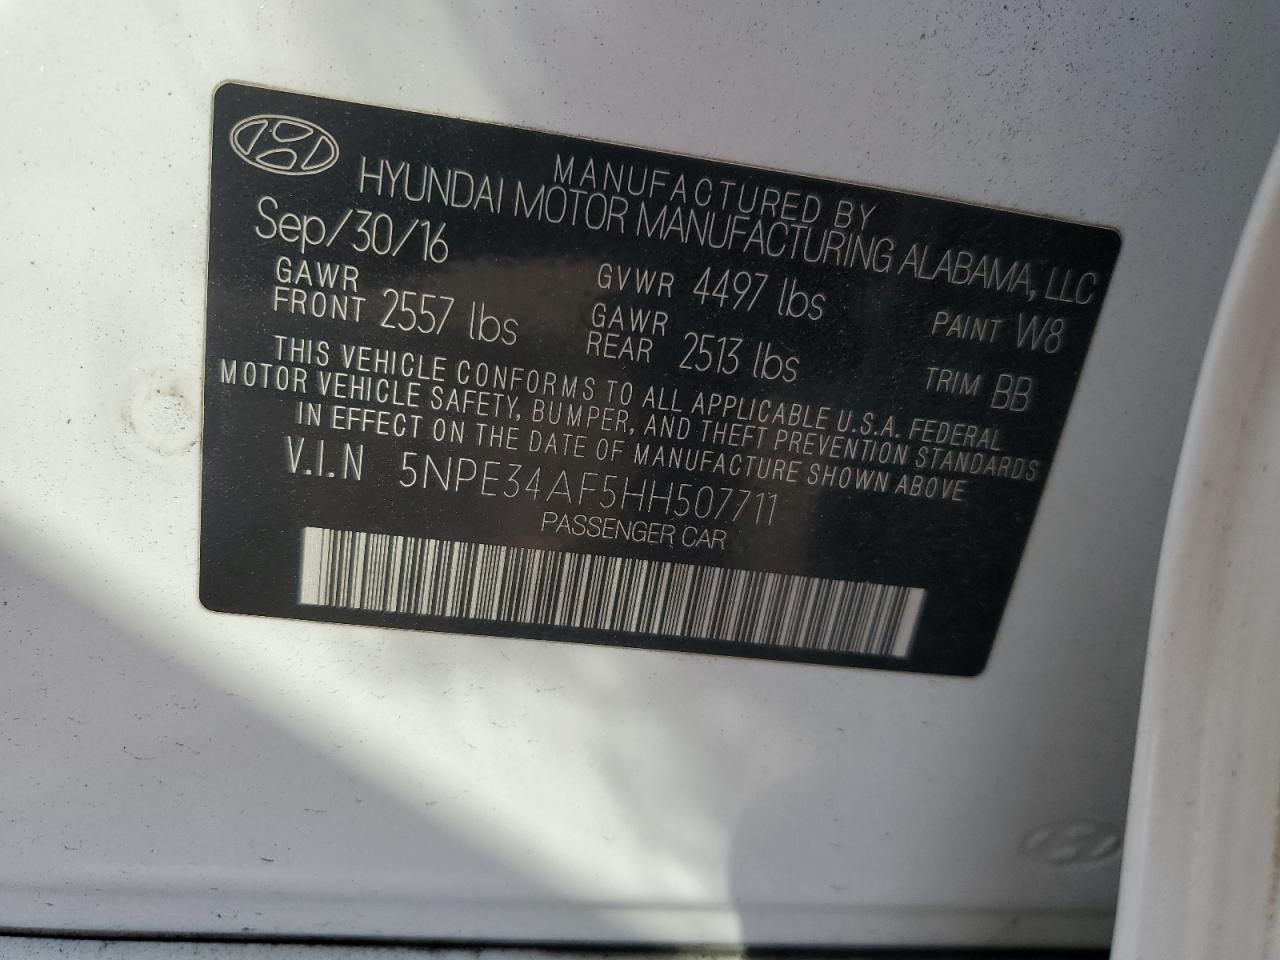 MANUFACTURED BY
HYUNDAI MOTOR MANUFACTURING ALABAMA, LLC
Sep/30/16
GVWR 4497 lbs
PAINT W8
GAWR
FRONT 2557 lbs
GAWR
REAR 2513 lbs
TRIM BB
THIS VEHICLE CONFORMS TO ALL APPLICABLE U.S.A. FEDERAL
MOTOR VEHICLE SAFETY, BUMPER, AND THEFT PREVENTION STANDARDS
IN EFFECT ON THE DATE OF MANUFACTURE SHOWN ABOVE
V.I.N 5NPE34AF5HH507711
PASSENGER CAR